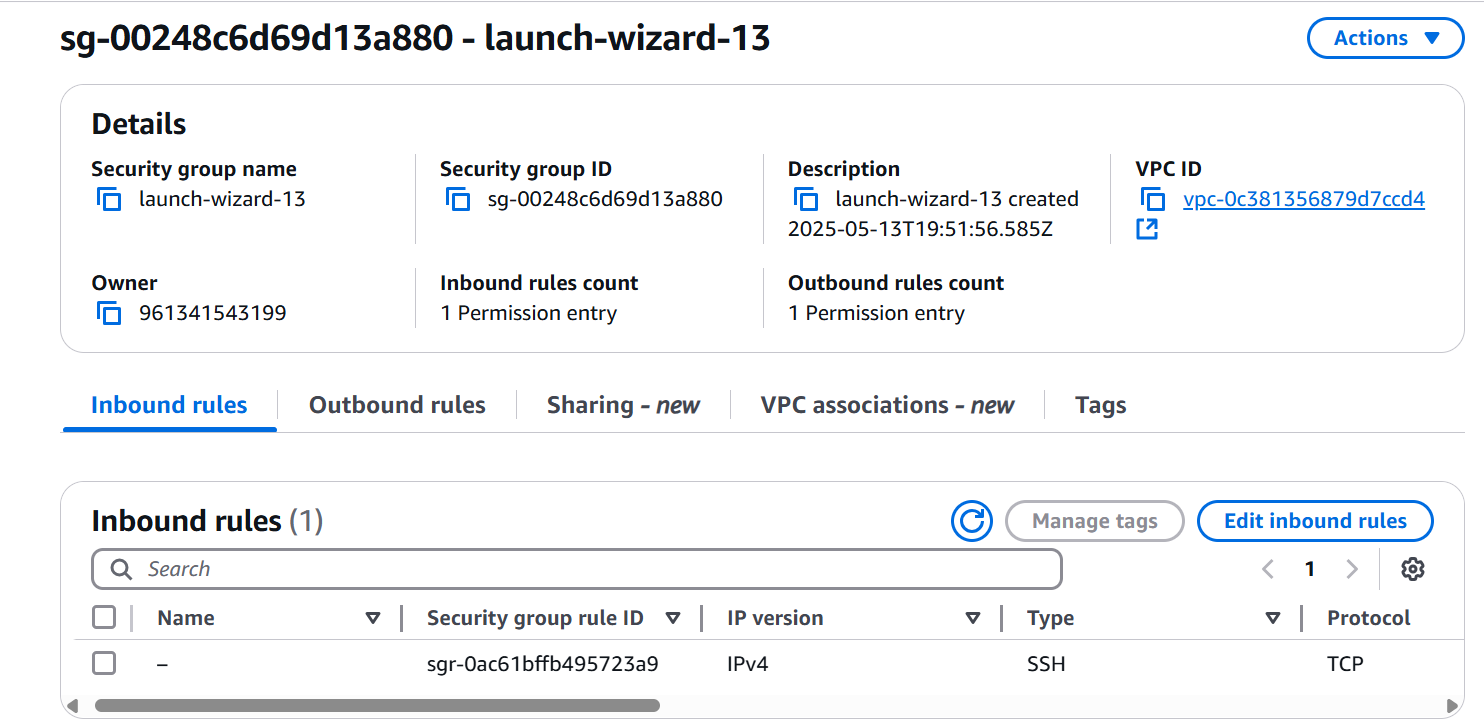 sg-00248c6d69d13a880 - launch-wizard-13
Actions
Details
Security group name
launch-wizard-13
Security group ID
sg-00248c6d69d13a880
Description
launch-wizard-13 created
2025-05-13T19:51:56.585Z
VPC ID
vpc-0c381356879d7ccd4
Owner
961341543199
Inbound rules count
1 Permission entry
Outbound rules count
1 Permission entry
Inbound rules
Outbound rules
Sharing - new
VPC associations - new
Tags
Inbound rules (1)
Manage tags
Edit inbound rules
Search
1
Name
Security group rule ID
IP version
Type
Protocol
–
sgr-0ac61bffb495723a9
IPv4
SSH
TCP